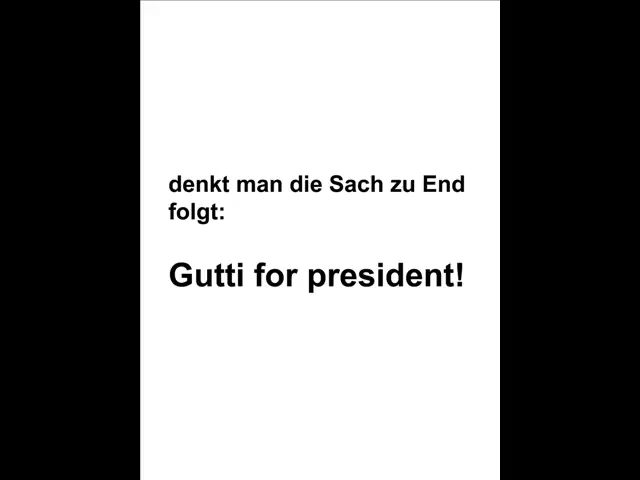 denkt man die Sach zu End
folgt:
Gutti for president!